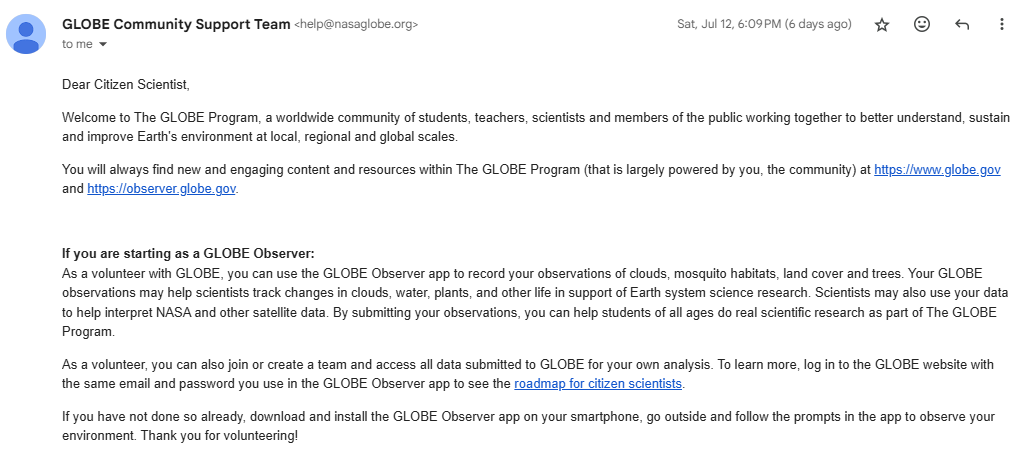 GLOBE Community Support Team <help@nasaglobe.org>
Sat, Jul 12, 6:09 PM (6 days ago)
to me
Dear Citizen Scientist,
Welcome to The GLOBE Program, a worldwide community of students, teachers, scientists and members of the public working together to better understand, sustain
and improve Earth's environment at local, regional and global scales.
You will always find new and engaging content and resources within The GLOBE Program (that is largely powered by you, the community) at https://www.globe.gov
and https://observer.globe.gov.
If you are starting as a GLOBE Observer:
As a volunteer with GLOBE, you can use the GLOBE Observer app to record your observations of clouds, mosquito habitats, land cover and trees. Your GLOBE
observations may help scientists track changes in clouds, water, plants, and other life in support of Earth system science research. Scientists may also use your data
to help interpret NASA and other satellite data. By submitting your observations, you can help students of all ages do real scientific research as part of The GLOBE
Program.
As a volunteer, you can also join or create a team and access all data submitted to GLOBE for your own analysis. To learn more, log in to the GLOBE website with
the same email and password you use in the GLOBE Observer app to see the roadmap for citizen scientists.
If you have not done so already, download and install the GLOBE Observer app on your smartphone, go outside and follow the prompts in the app to observe your
environment. Thank you for volunteering!